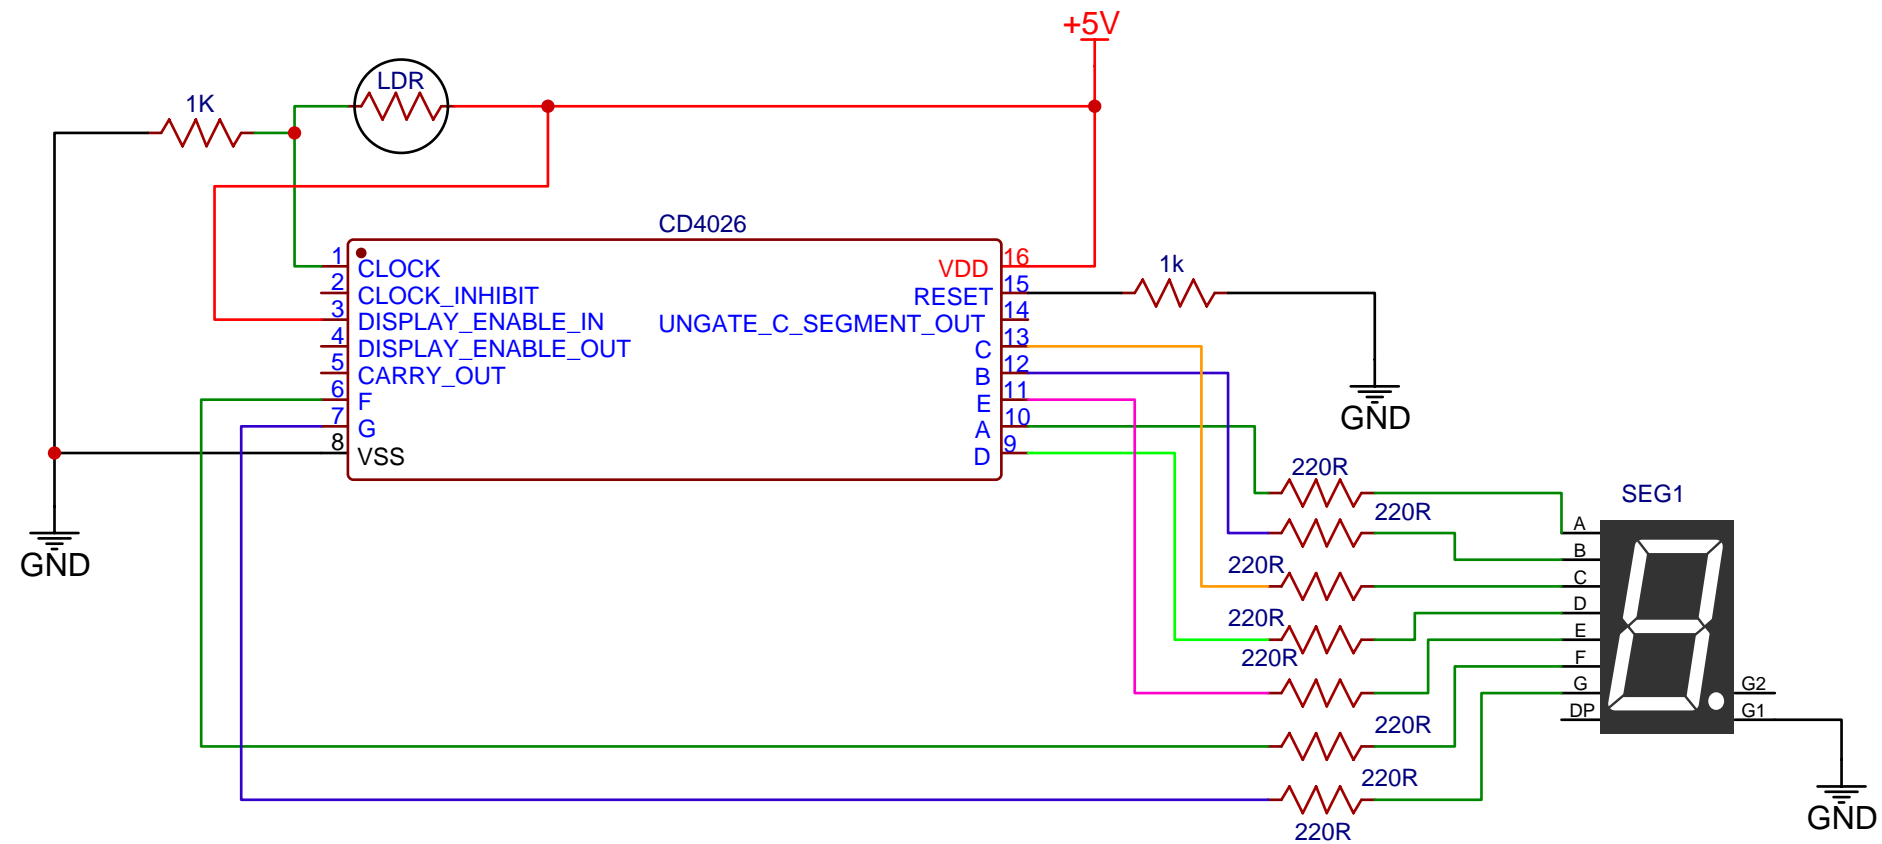 +5V
LDR
1K
CD4026
1 CLOCK
2 CLOCK_INHIBIT
3 DISPLAY_ENABLE_IN
4 DISPLAY_ENABLE_OUT
5 CARRY_OUT
6 F
7 G
8 VSS
VDD 16
RESET 15
UNGATE_C_SEGMENT_OUT 14
C 13
B 12
E 11
A 10
D 9
1k
GND
GND
220R
220R
220R
220R
220R
220R
220R
220R
SEG1
A
B
C
D
E
F
G
DP
G2
G1
GND